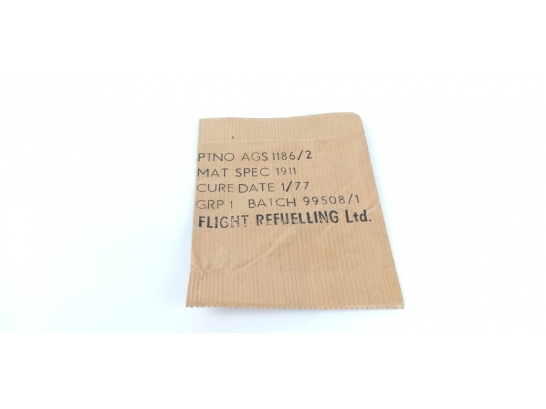 PTNO AGS 1186/2
MAT SPEC 1911
CURE DATE 1/77
GRP 1 BATCH 99508/1
FLIGHT REFUELLING Ltd.